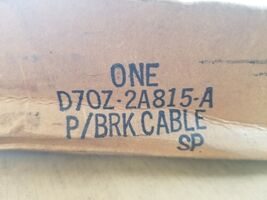 ONE
D7OZ-2A815-A
P/BRK CABLE
SP